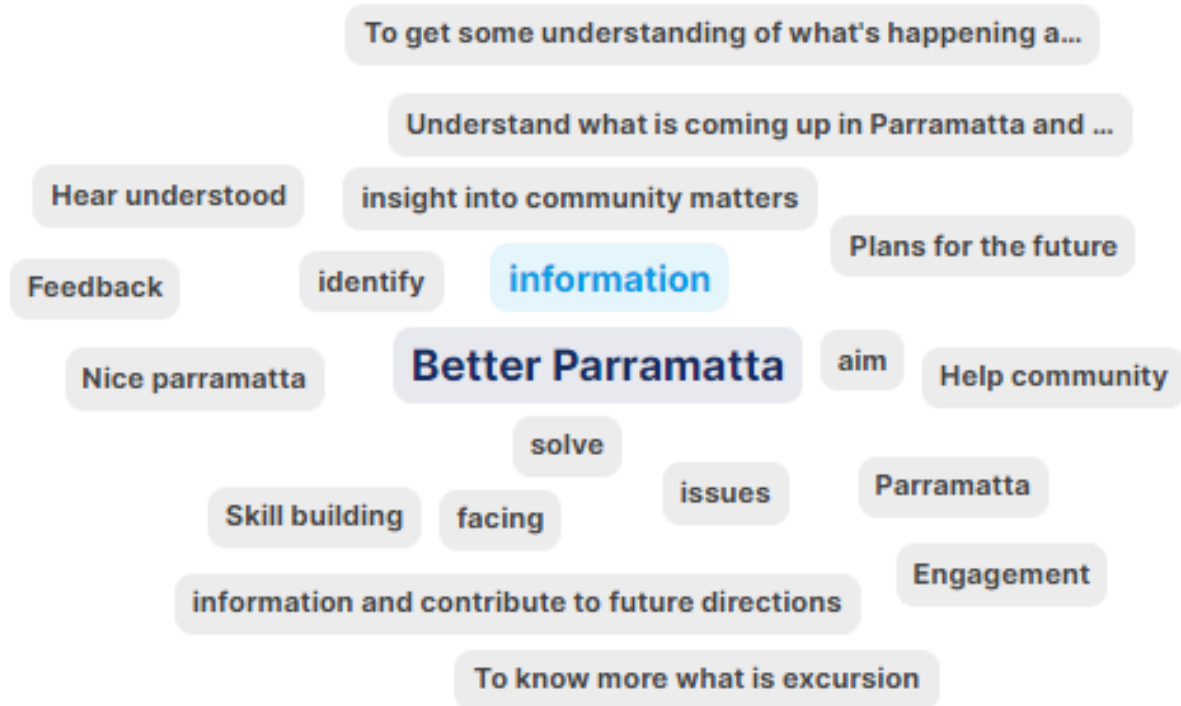 To get some understanding of what's happening a...
Understand what is coming up in Parramatta and ...
Hear understood
insight into community matters
Plans for the future
Feedback
identify
information
Better Parramatta
aim
Help community
Nice parramatta
solve
issues
Parramatta
Skill building
facing
Engagement
information and contribute to future directions
To know more what is excursion